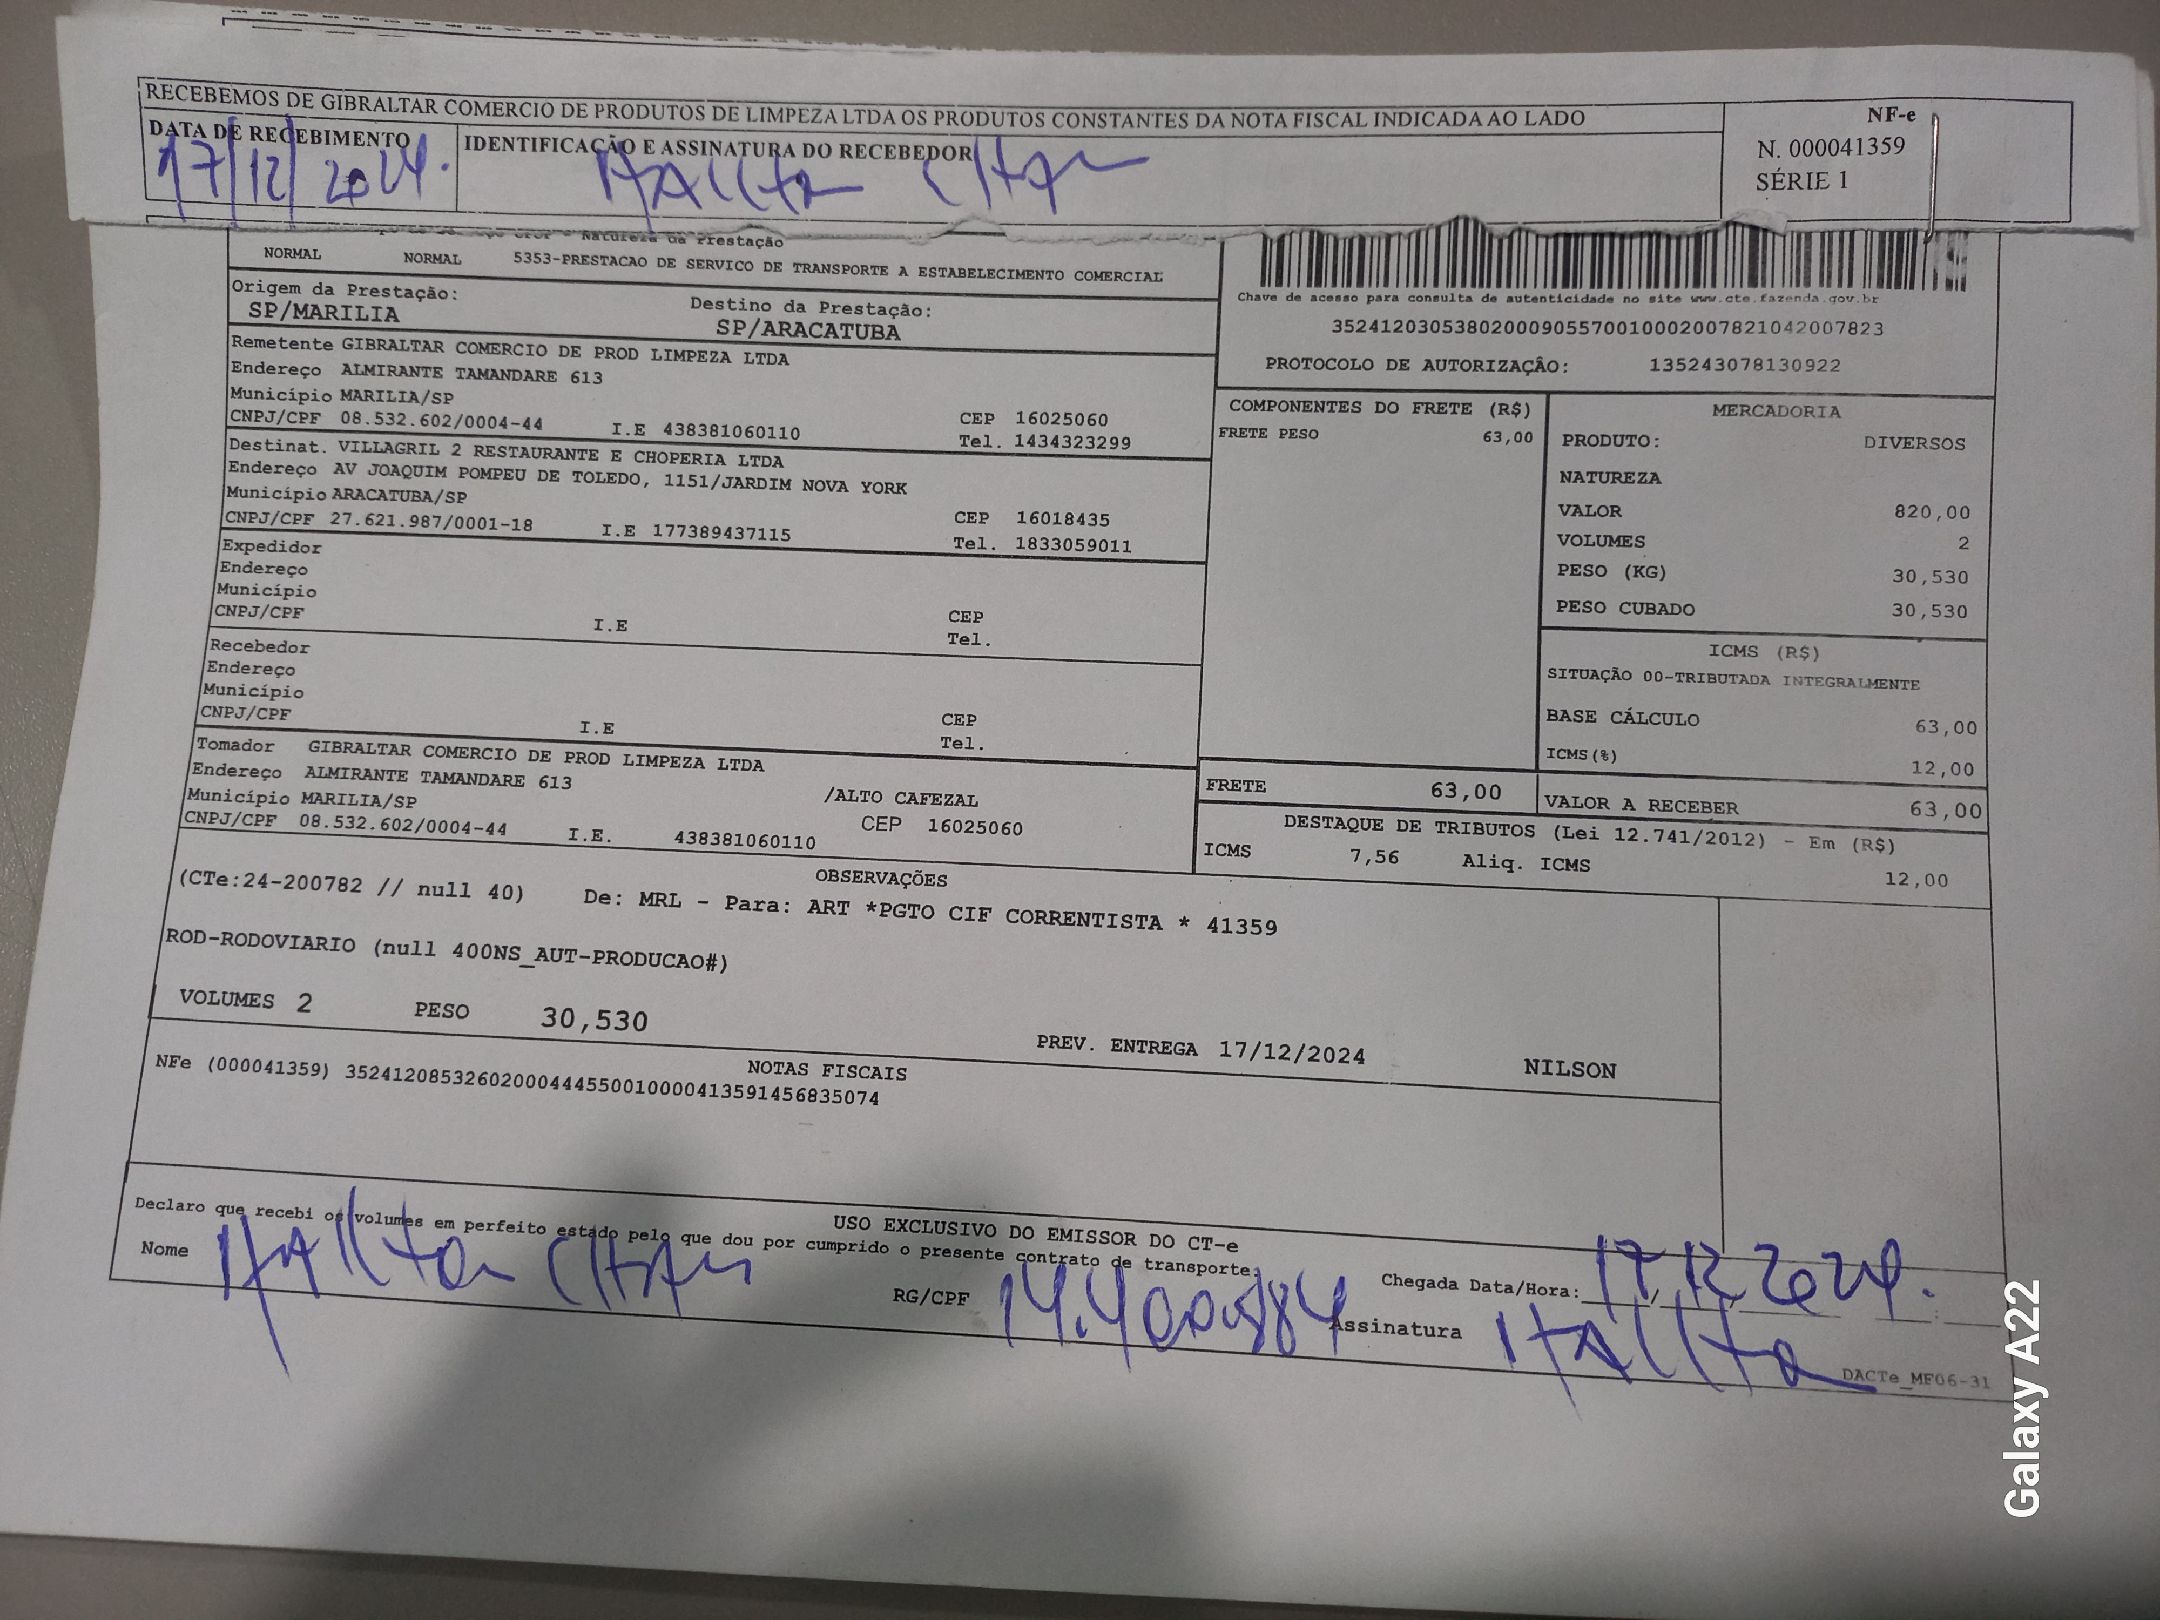 RECEBEMOS DE GIBRALTAR COMERCIO DE PRODUTOS DE LIMPEZA LTDA OS PRODUTOS CONSTANTES DA NOTA FISCAL INDICADA AO LADO
DATA DE RECEBIMENTO
17/12/2024.
IDENTIFICAÇÃO E ASSINATURA DO RECEBEDOR
NF-e
N. 000041359
SÉRIE 1
Natureza da Prestação
NORMAL NORMAL 5353-PRESTACAO DE SERVICO DE TRANSPORTE A ESTABELECIMENTO COMERCIAL
Origem da Prestação: Destino da Prestação:
SP/MARILIA SP/ARACATUBA
Chave de acesso para consulta de autenticidade no site www.cte.fazenda.gov.br
35241203053802000905570010002007821042007823
PROTOCOLO DE AUTORIZAÇÂO: 135243078130922
Remetente GIBRALTAR COMERCIO DE PROD LIMPEZA LTDA
Endereço ALMIRANTE TAMANDARE 613
Município MARILIA/SP CEP 16025060
CNPJ/CPF 08.532.602/0004-44 I.E 438381060110 Tel. 1434323299
Destinat. VILLAGRIL 2 RESTAURANTE E CHOPERIA LTDA
Endereço AV JOAQUIM POMPEU DE TOLEDO, 1151/JARDIM NOVA YORK
Município ARACATUBA/SP CEP 16018435
CNPJ/CPF 27.621.987/0001-18 I.E 177389437115 Tel. 1833059011
Expedidor
Endereço
Município CEP
CNPJ/CPF I.E Tel.
Recebedor
Endereço
Município CEP
CNPJ/CPF I.E Tel.
Tomador GIBRALTAR COMERCIO DE PROD LIMPEZA LTDA
Endereço ALMIRANTE TAMANDARE 613 /ALTO CAFEZAL
Município MARILIA/SP CEP 16025060
CNPJ/CPF 08.532.602/0004-44 I.E. 438381060110
COMPONENTES DO FRETE (R$)
FRETE PESO 63,00
MERCADORIA
PRODUTO: DIVERSOS
NATUREZA
VALOR 820,00
VOLUMES 2
PESO (KG) 30,530
PESO CUBADO 30,530
ICMS (R$)
SITUAÇÃO 00-TRIBUTADA INTEGRALMENTE
BASE CÁLCULO 63,00
ICMS(%) 12,00
FRETE 63,00 VALOR A RECEBER 63,00
DESTAQUE DE TRIBUTOS (Lei 12.741/2012) - Em (R$)
ICMS 7,56 Aliq. ICMS 12,00
OBSERVAÇÕES
(CTe:24-200782 // null 40) De: MRL - Para: ART *PGTO CIF CORRENTISTA * 41359
ROD-RODOVIARIO (null 400NS_AUT-PRODUCAO#)
VOLUMES 2 PESO 30,530 PREV. ENTREGA 17/12/2024 NILSON
NOTAS FISCAIS
NFe (000041359) 35241208532602000444550010000413591456835074
USO EXCLUSIVO DO EMISSOR DO CT-e
Declaro que recebi os volumes em perfeito estado pelo que dou por cumprido o presente contrato de transporte.
Nome
RG/CPF
Chegada Data/Hora: 17/12/2024.
Assinatura
DACTe_MF06-31
Galaxy A22